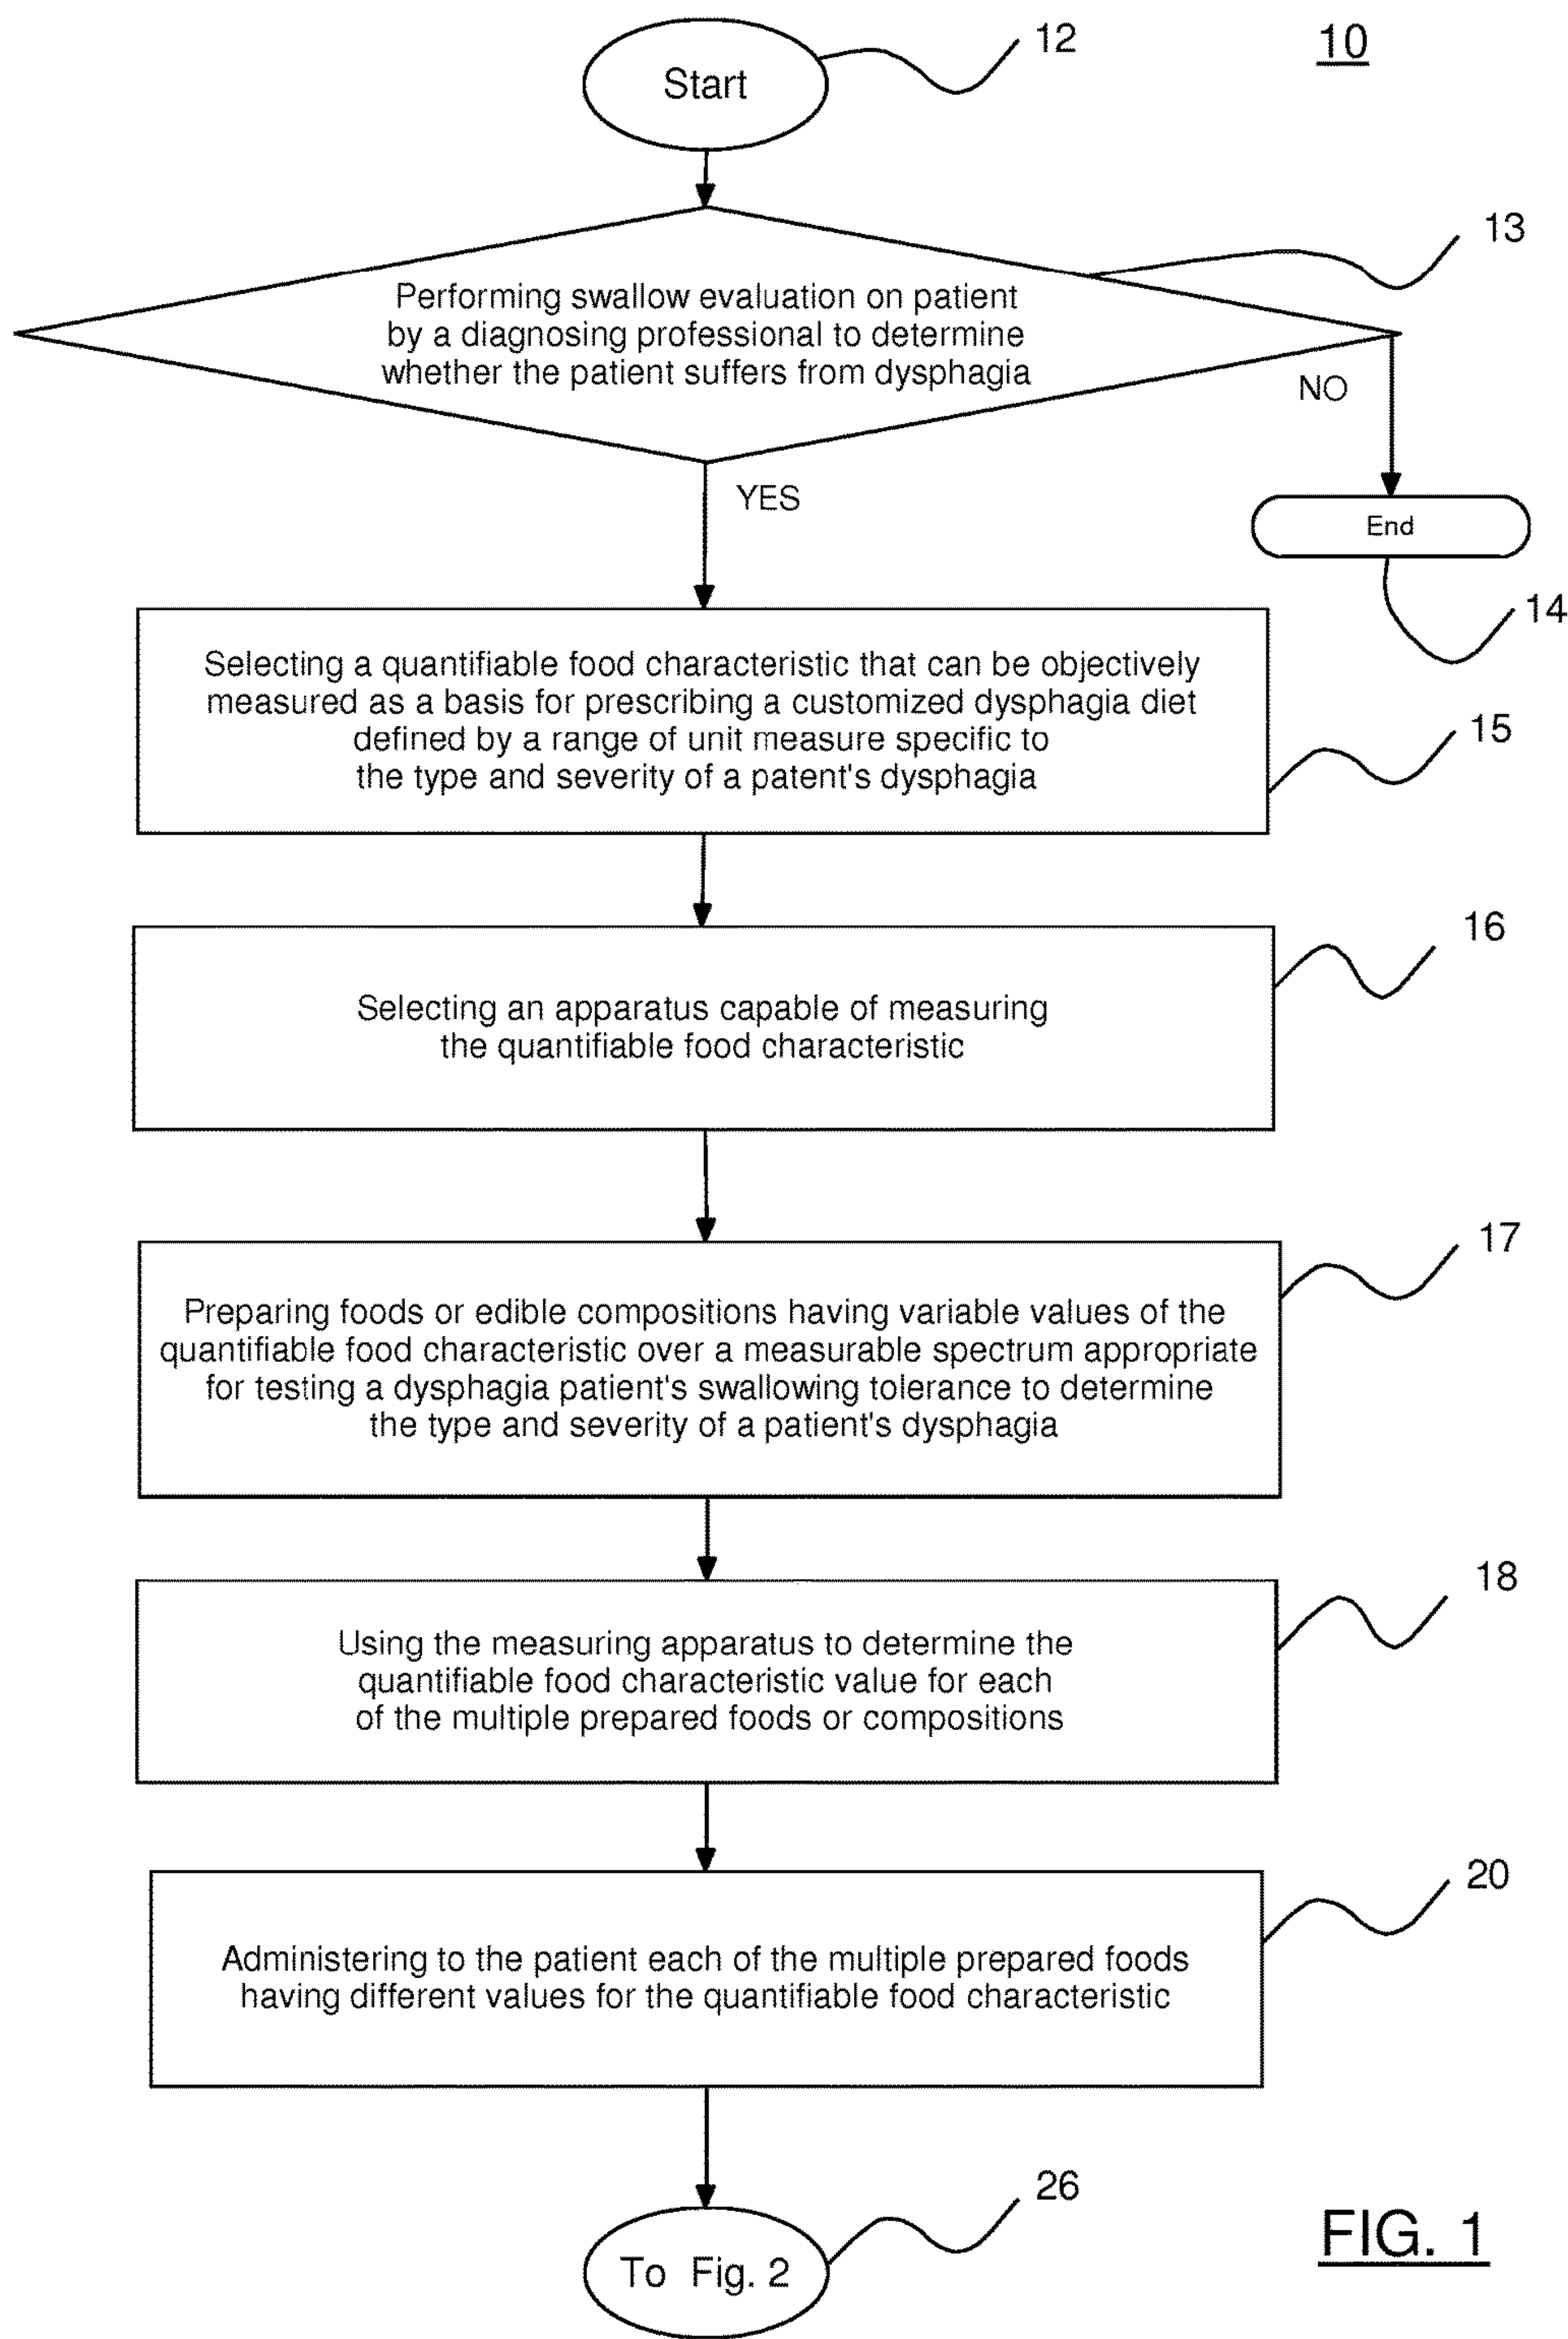 10
12
Start
13
Performing swallow evaluation on patient
by a diagnosing professional to determine
whether the patient suffers from dysphagia
NO
YES
End
14
Selecting a quantifiable food characteristic that can be objectively
measured as a basis for prescribing a customized dysphagia diet
defined by a range of unit measure specific to
the type and severity of a patent's dysphagia
15
16
Selecting an apparatus capable of measuring
the quantifiable food characteristic
17
Preparing foods or edible compositions having variable values of the
quantifiable food characteristic over a measurable spectrum appropriate
for testing a dysphagia patient's swallowing tolerance to determine
the type and severity of a patient's dysphagia
18
Using the measuring apparatus to determine the
quantifiable food characteristic value for each
of the multiple prepared foods or compositions
20
Administering to the patient each of the multiple prepared foods
having different values for the quantifiable food characteristic
26
To Fig. 2
FIG. 1